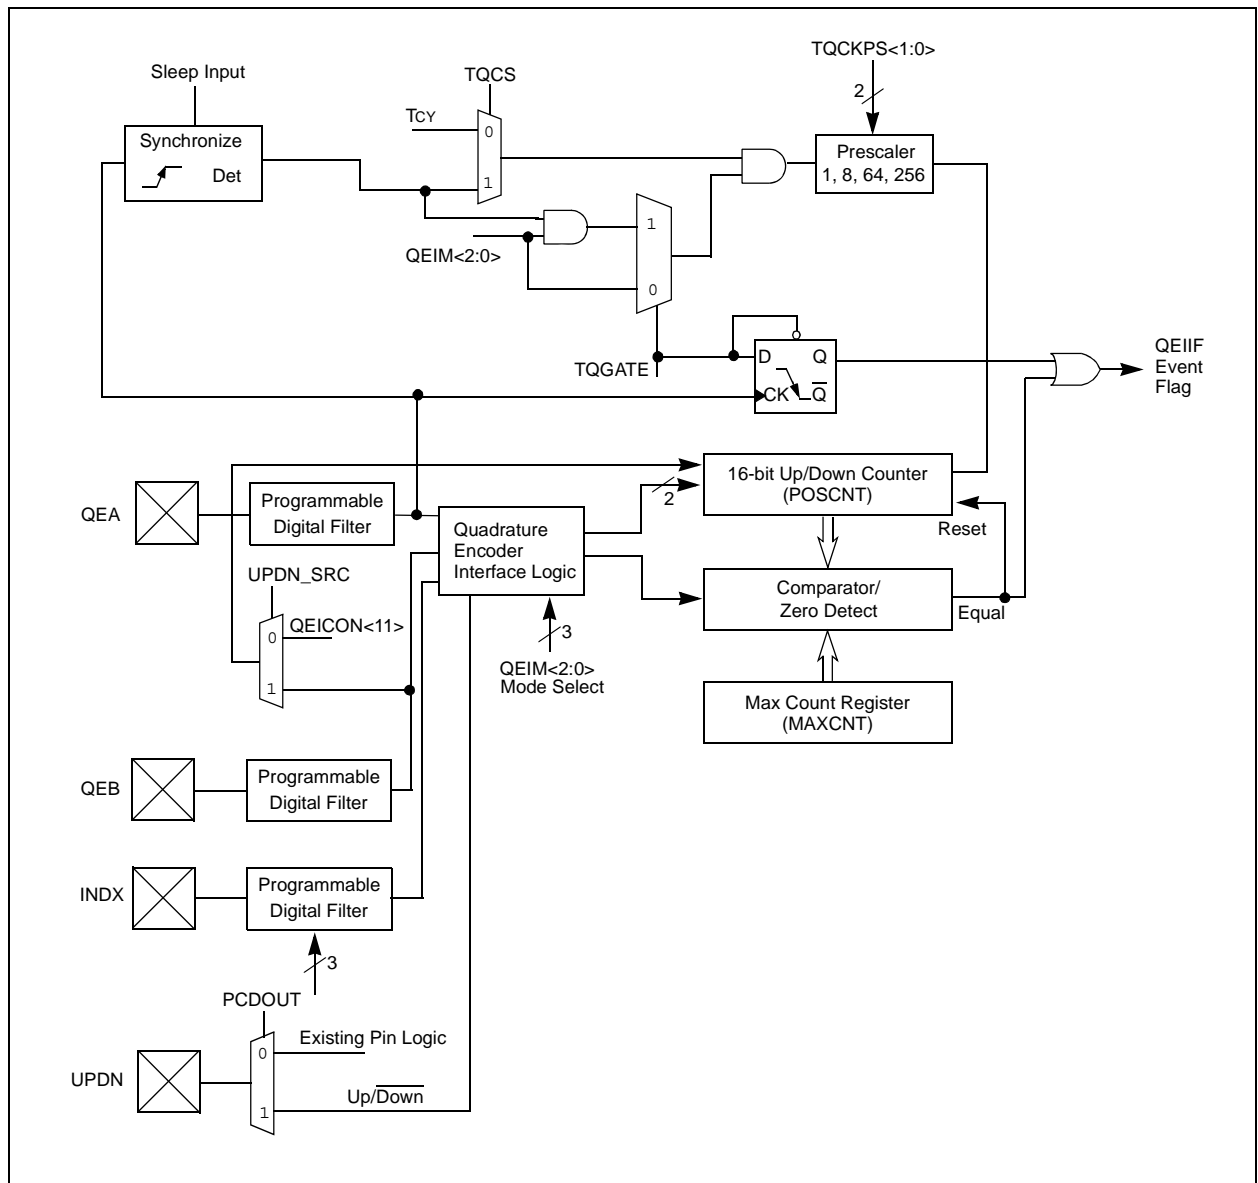 TQCKPS<1:0>
Sleep Input
TQCS
2
TCY
0
Synchronize
Det
1
Prescaler
1, 8, 64, 256
1
QEIM<2:0>
0
D Q
TQGATE
CK Q̅
QEIIF
Event
Flag
16-bit Up/Down Counter
(POSCNT)
2
Programmable
Digital Filter
QEA
Quadrature
Encoder
Interface Logic
Reset
UPDN_SRC
Comparator/
Zero Detect
Equal
0
QEICON<11>
3
1
QEIM<2:0>
Mode Select
Max Count Register
(MAXCNT)
QEB
Programmable
Digital Filter
INDX
Programmable
Digital Filter
3
PCDOUT
0
Existing Pin Logic
UPDN
1
Up/D̅o̅w̅n̅